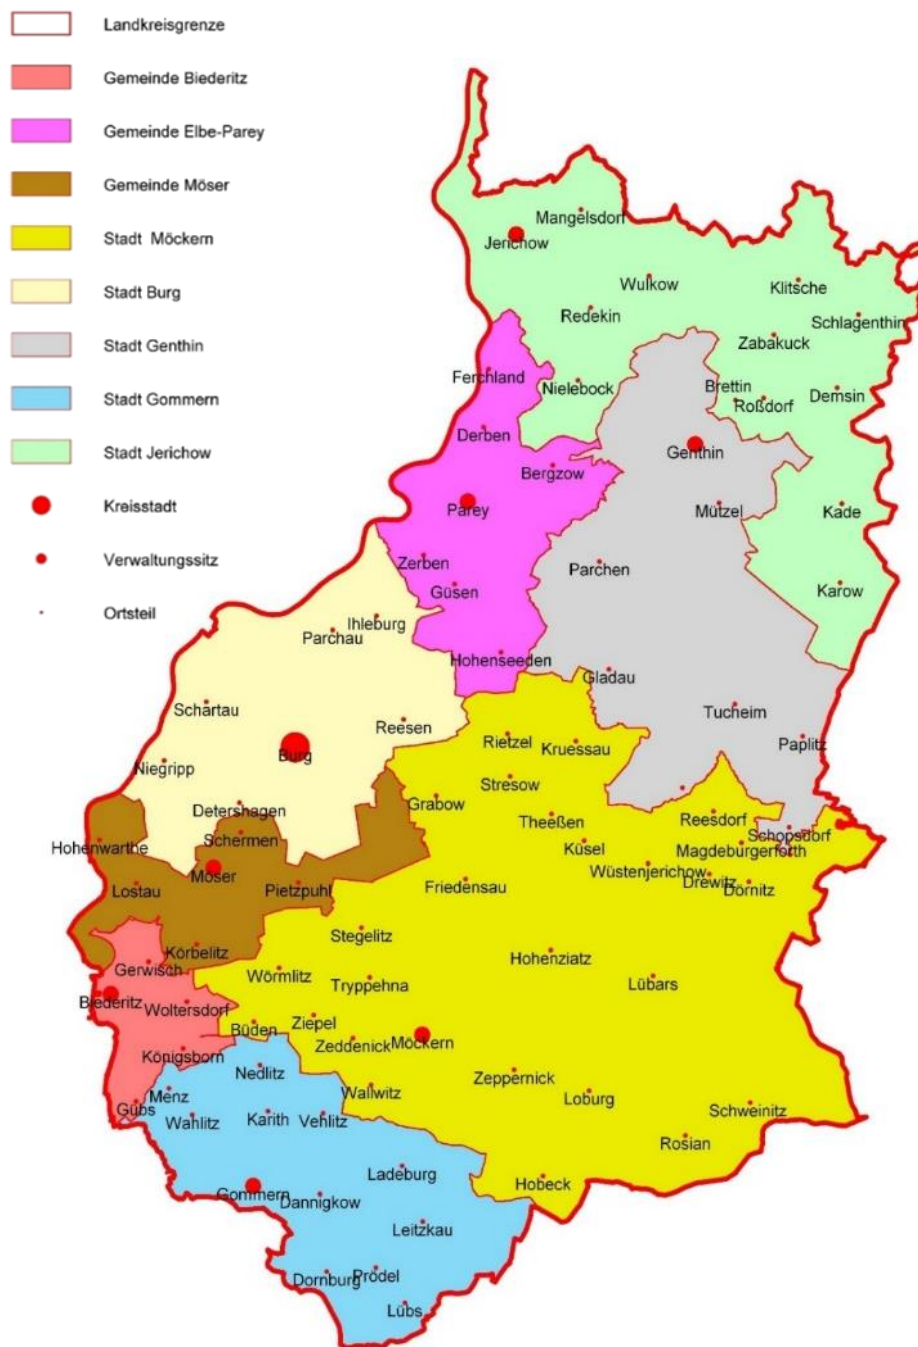 Landkreisgrenze
Gemeinde Biederitz
Gemeinde Elbe-Parey
Gemeinde Möser
Stadt Möckern
Stadt Burg
Stadt Genthin
Stadt Gommern
Stadt Jerichow
Kreisstadt
Verwaltungssitz
Ortsteil
Mangelsdorf
Jerichow
Wulkow
Klitsche
Redekin
Schlagenthin
Zabakuck
Ferchland
Nielebock
Brettin
Roßdorf
Demsin
Derben
Genthin
Bergzow
Parey
Mützel
Kade
Zerben
Parchen
Güsen
Karow
Ihleburg
Parchau
Hohenseeden
Gladau
Schartau
Tucheim
Reesen
Rietzel
Kruessau
Paplitz
Burg
Niegripp
Stresow
Grabow
Detershagen
Theeßen
Reesdorf
Schopsdorf
Schermen
Hohenwarthe
Küsel
Magdeburgerforth
Möser
Wüstenjerichow
Drewitz
Dörnitz
Lostau
Pietzpuhl
Friedensau
Stegelitz
Körbelitz
Hohenziatz
Gerwisch
Wörmlitz
Tryppehna
Lübars
Biederitz
Woltersdorf
Büden
Ziepel
Zeddenick
Möckern
Königsborn
Nedlitz
Zeppernick
Menz
Wallwitz
Loburg
Gübs
Wahlitz
Karith
Vehlitz
Schweinitz
Rosian
Ladeburg
Hobeck
Gommern
Dannigkow
Leitzkau
Prödel
Dornburg
Lübs